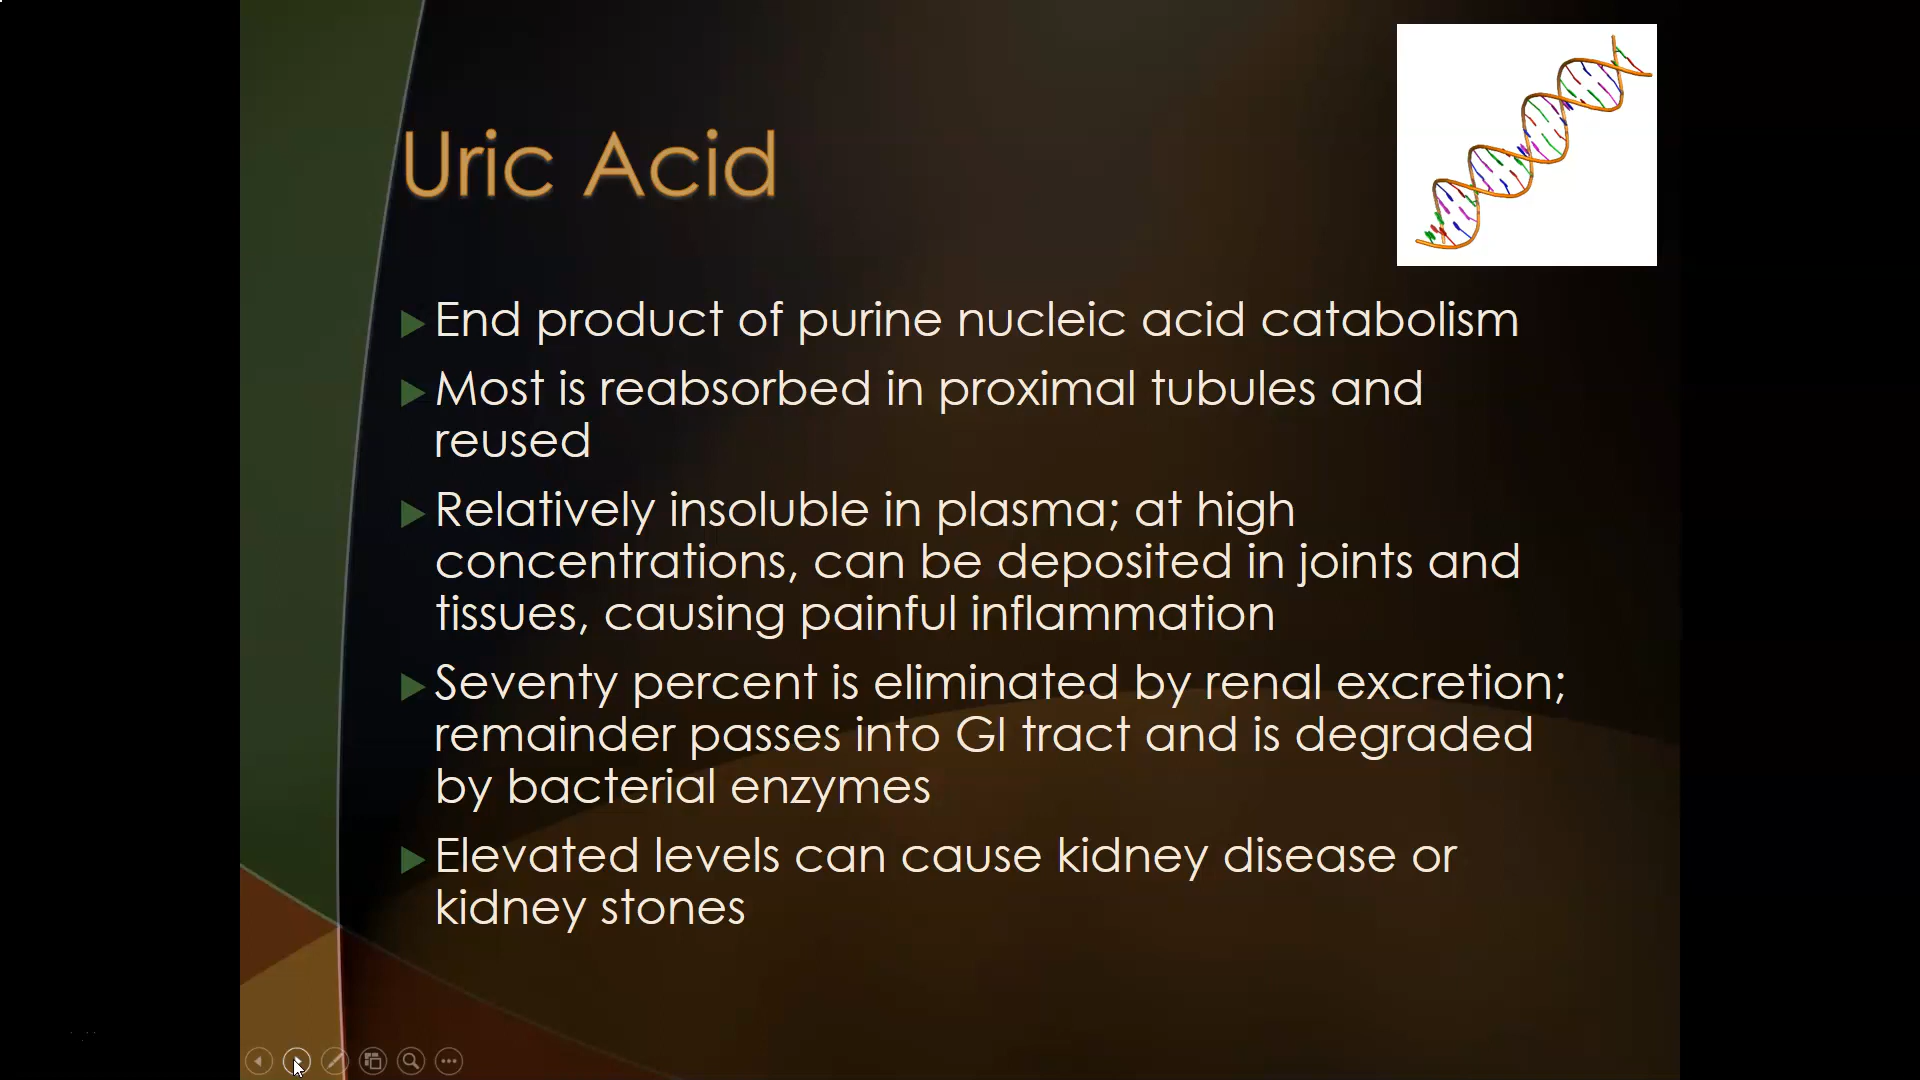 Uric Acid
End product of purine nucleic acid catabolism
Most is reabsorbed in proximal tubules and
reused
Relatively insoluble in plasma; at high
concentrations, can be deposited in joints and
tissues, causing painful inflammation
Seventy percent is eliminated by renal excretion;
remainder passes into GI tract and is degraded
by bacterial enzymes
Elevated levels can cause kidney disease or
kidney stones